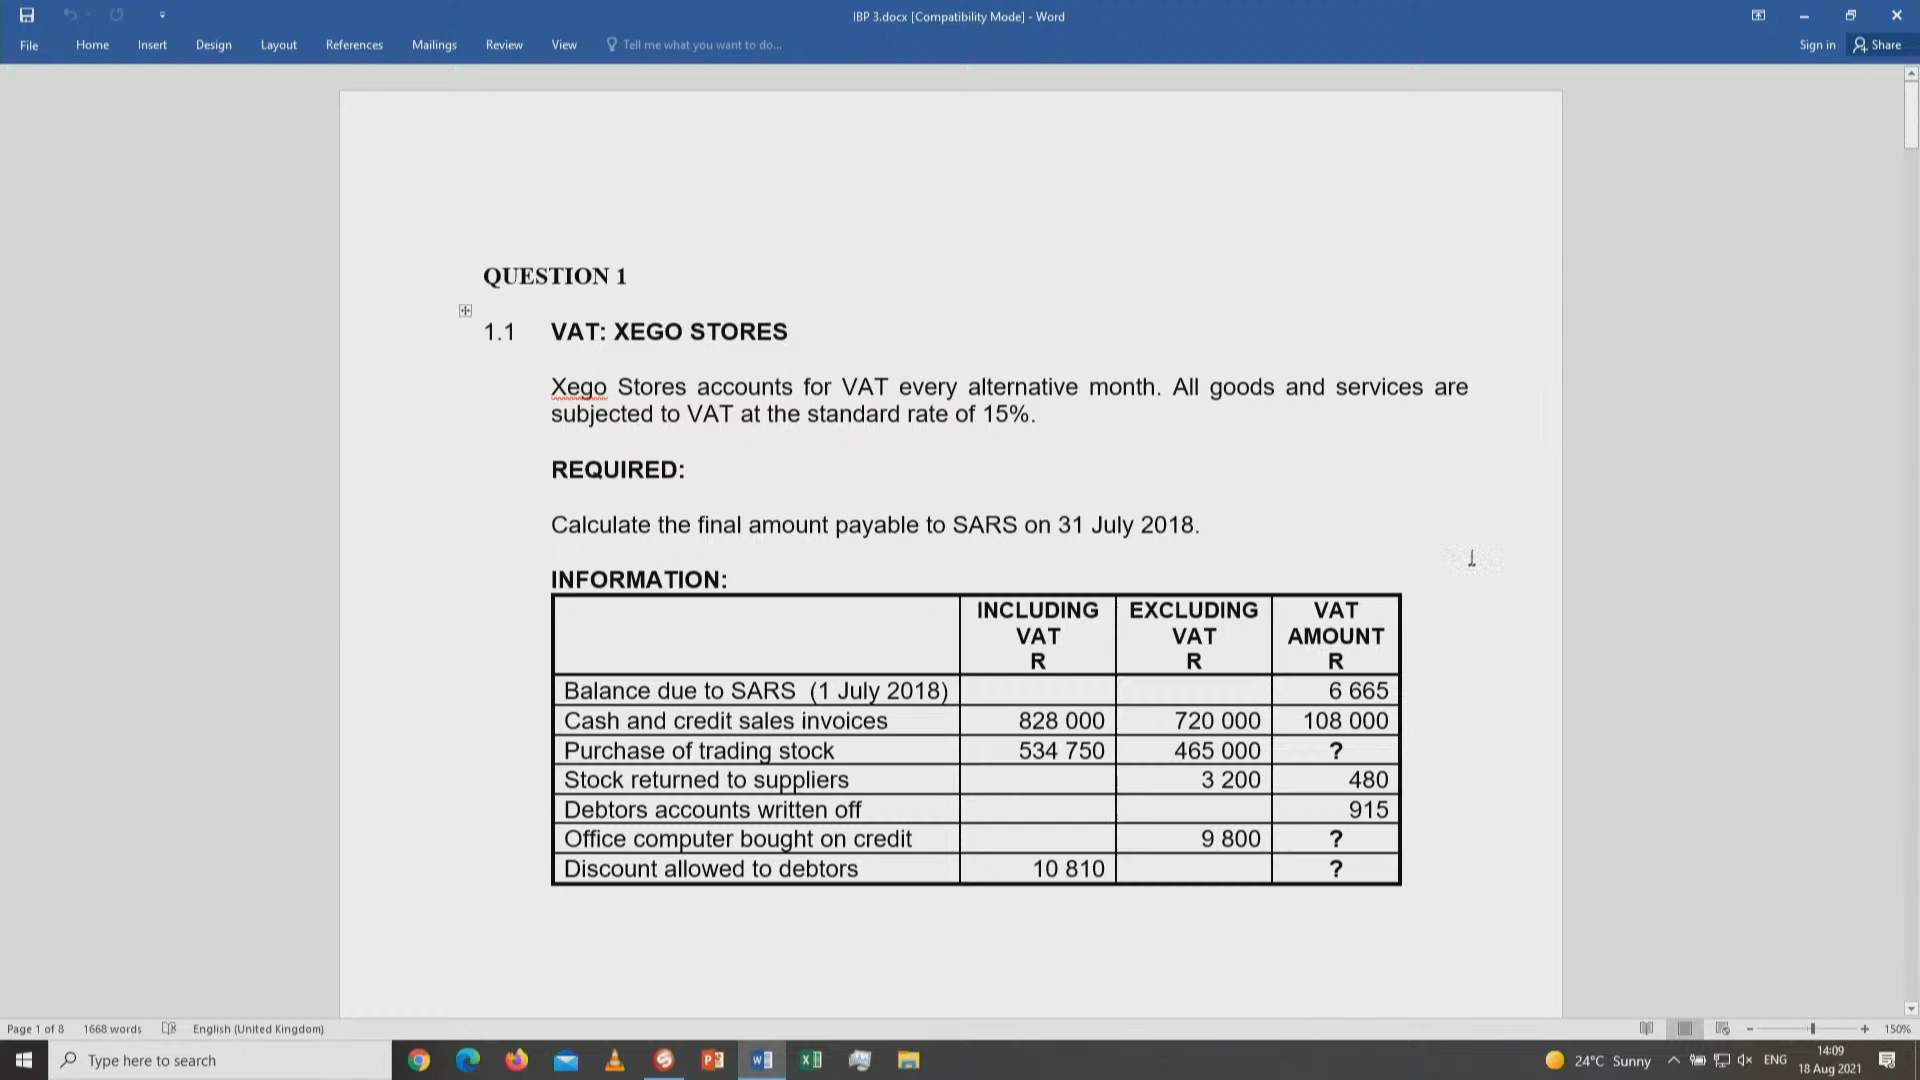 IBP 3.docx [Compatibility Mode] - Word
File Home Insert Design Layout References Mailings Review View Tell me what you want to do... Sign in Share
QUESTION 1
1.1 VAT: XEGO STORES
Xego Stores accounts for VAT every alternative month. All goods and services are
subjected to VAT at the standard rate of 15%.
REQUIRED:
Calculate the final amount payable to SARS on 31 July 2018.
INFORMATION:
INCLUDING VAT R EXCLUDING VAT R VAT AMOUNT R
Balance due to SARS (1 July 2018) 6 665
Cash and credit sales invoices 828 000 720 000 108 000
Purchase of trading stock 534 750 465 000 ?
Stock returned to suppliers 3 200 480
Debtors accounts written off 915
Office computer bought on credit 9 800 ?
Discount allowed to debtors 10 810 ?
Page 1 of 8 1668 words English (United Kingdom) 150%
Type here to search 24°C Sunny ENG 14:09
18 Aug 2021